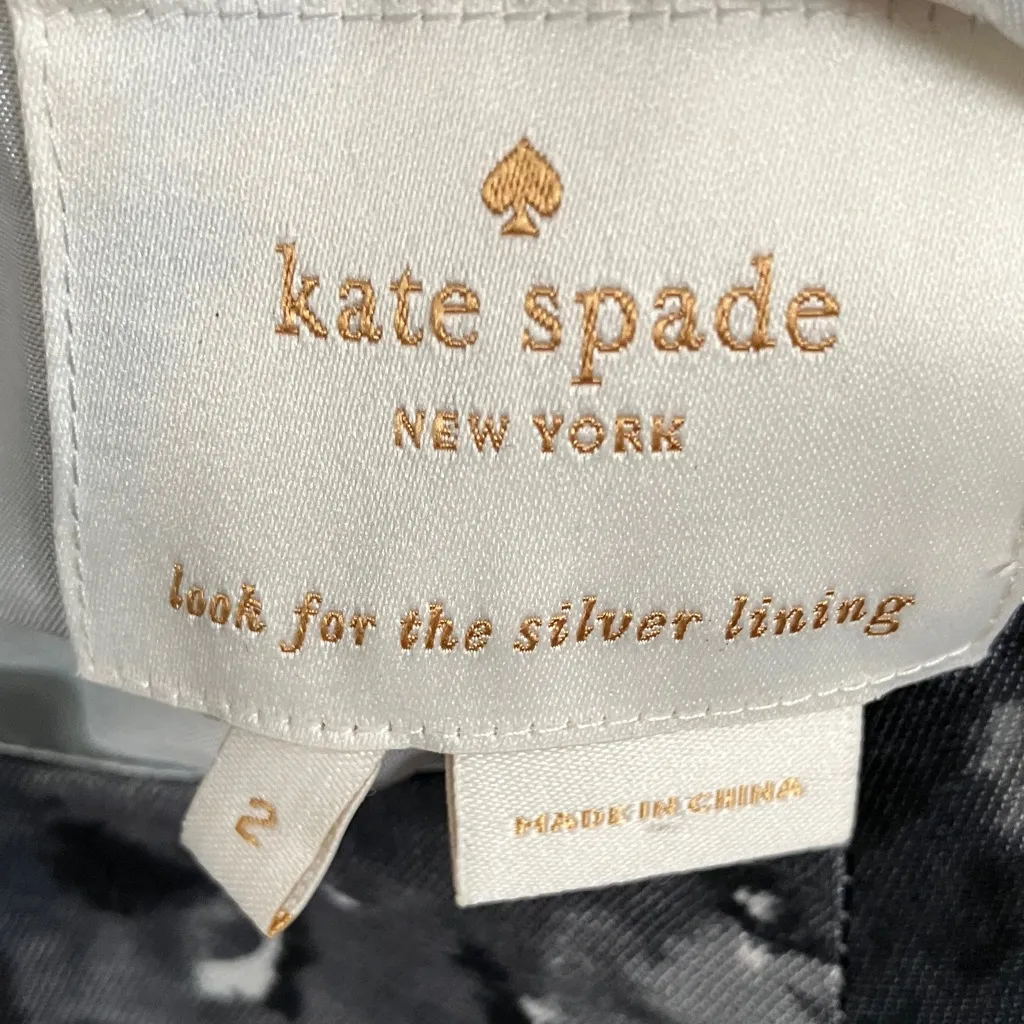 kate spade
NEW YORK
look for the silver lining
2
MADE IN CHINA